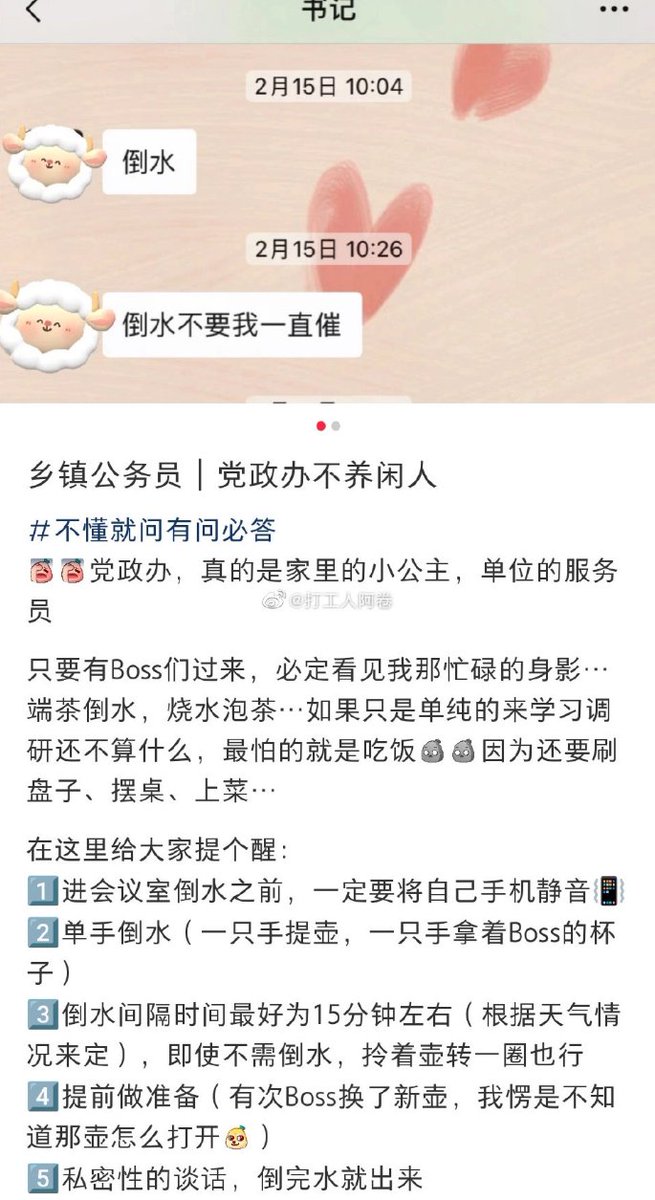 书记
2月15日 10:04
倒水
2月15日 10:26
倒水不要我一直催
乡镇公务员｜党政办不养闲人
#不懂就问有问必答
党政办，真的是家里的小公主，单位的服务
员
@打工人阿卷
只要有Boss们过来，必定看见我那忙碌的身影…
端茶倒水，烧水泡茶…如果只是单纯的来学习调
研还不算什么，最怕的就是吃饭因为还要刷
盘子、摆桌、上菜…
在这里给大家提个醒：
1进会议室倒水之前，一定要将自己手机静音
2单手倒水（一只手提壶，一只手拿着Boss的杯
子）
3倒水间隔时间最好为15分钟左右（根据天气情
况来定），即使不需倒水，拎着壶转一圈也行
4提前做准备（有次Boss换了新壶，我愣是不知
道那壶怎么打开）
5私密性的谈话，倒完水就出来